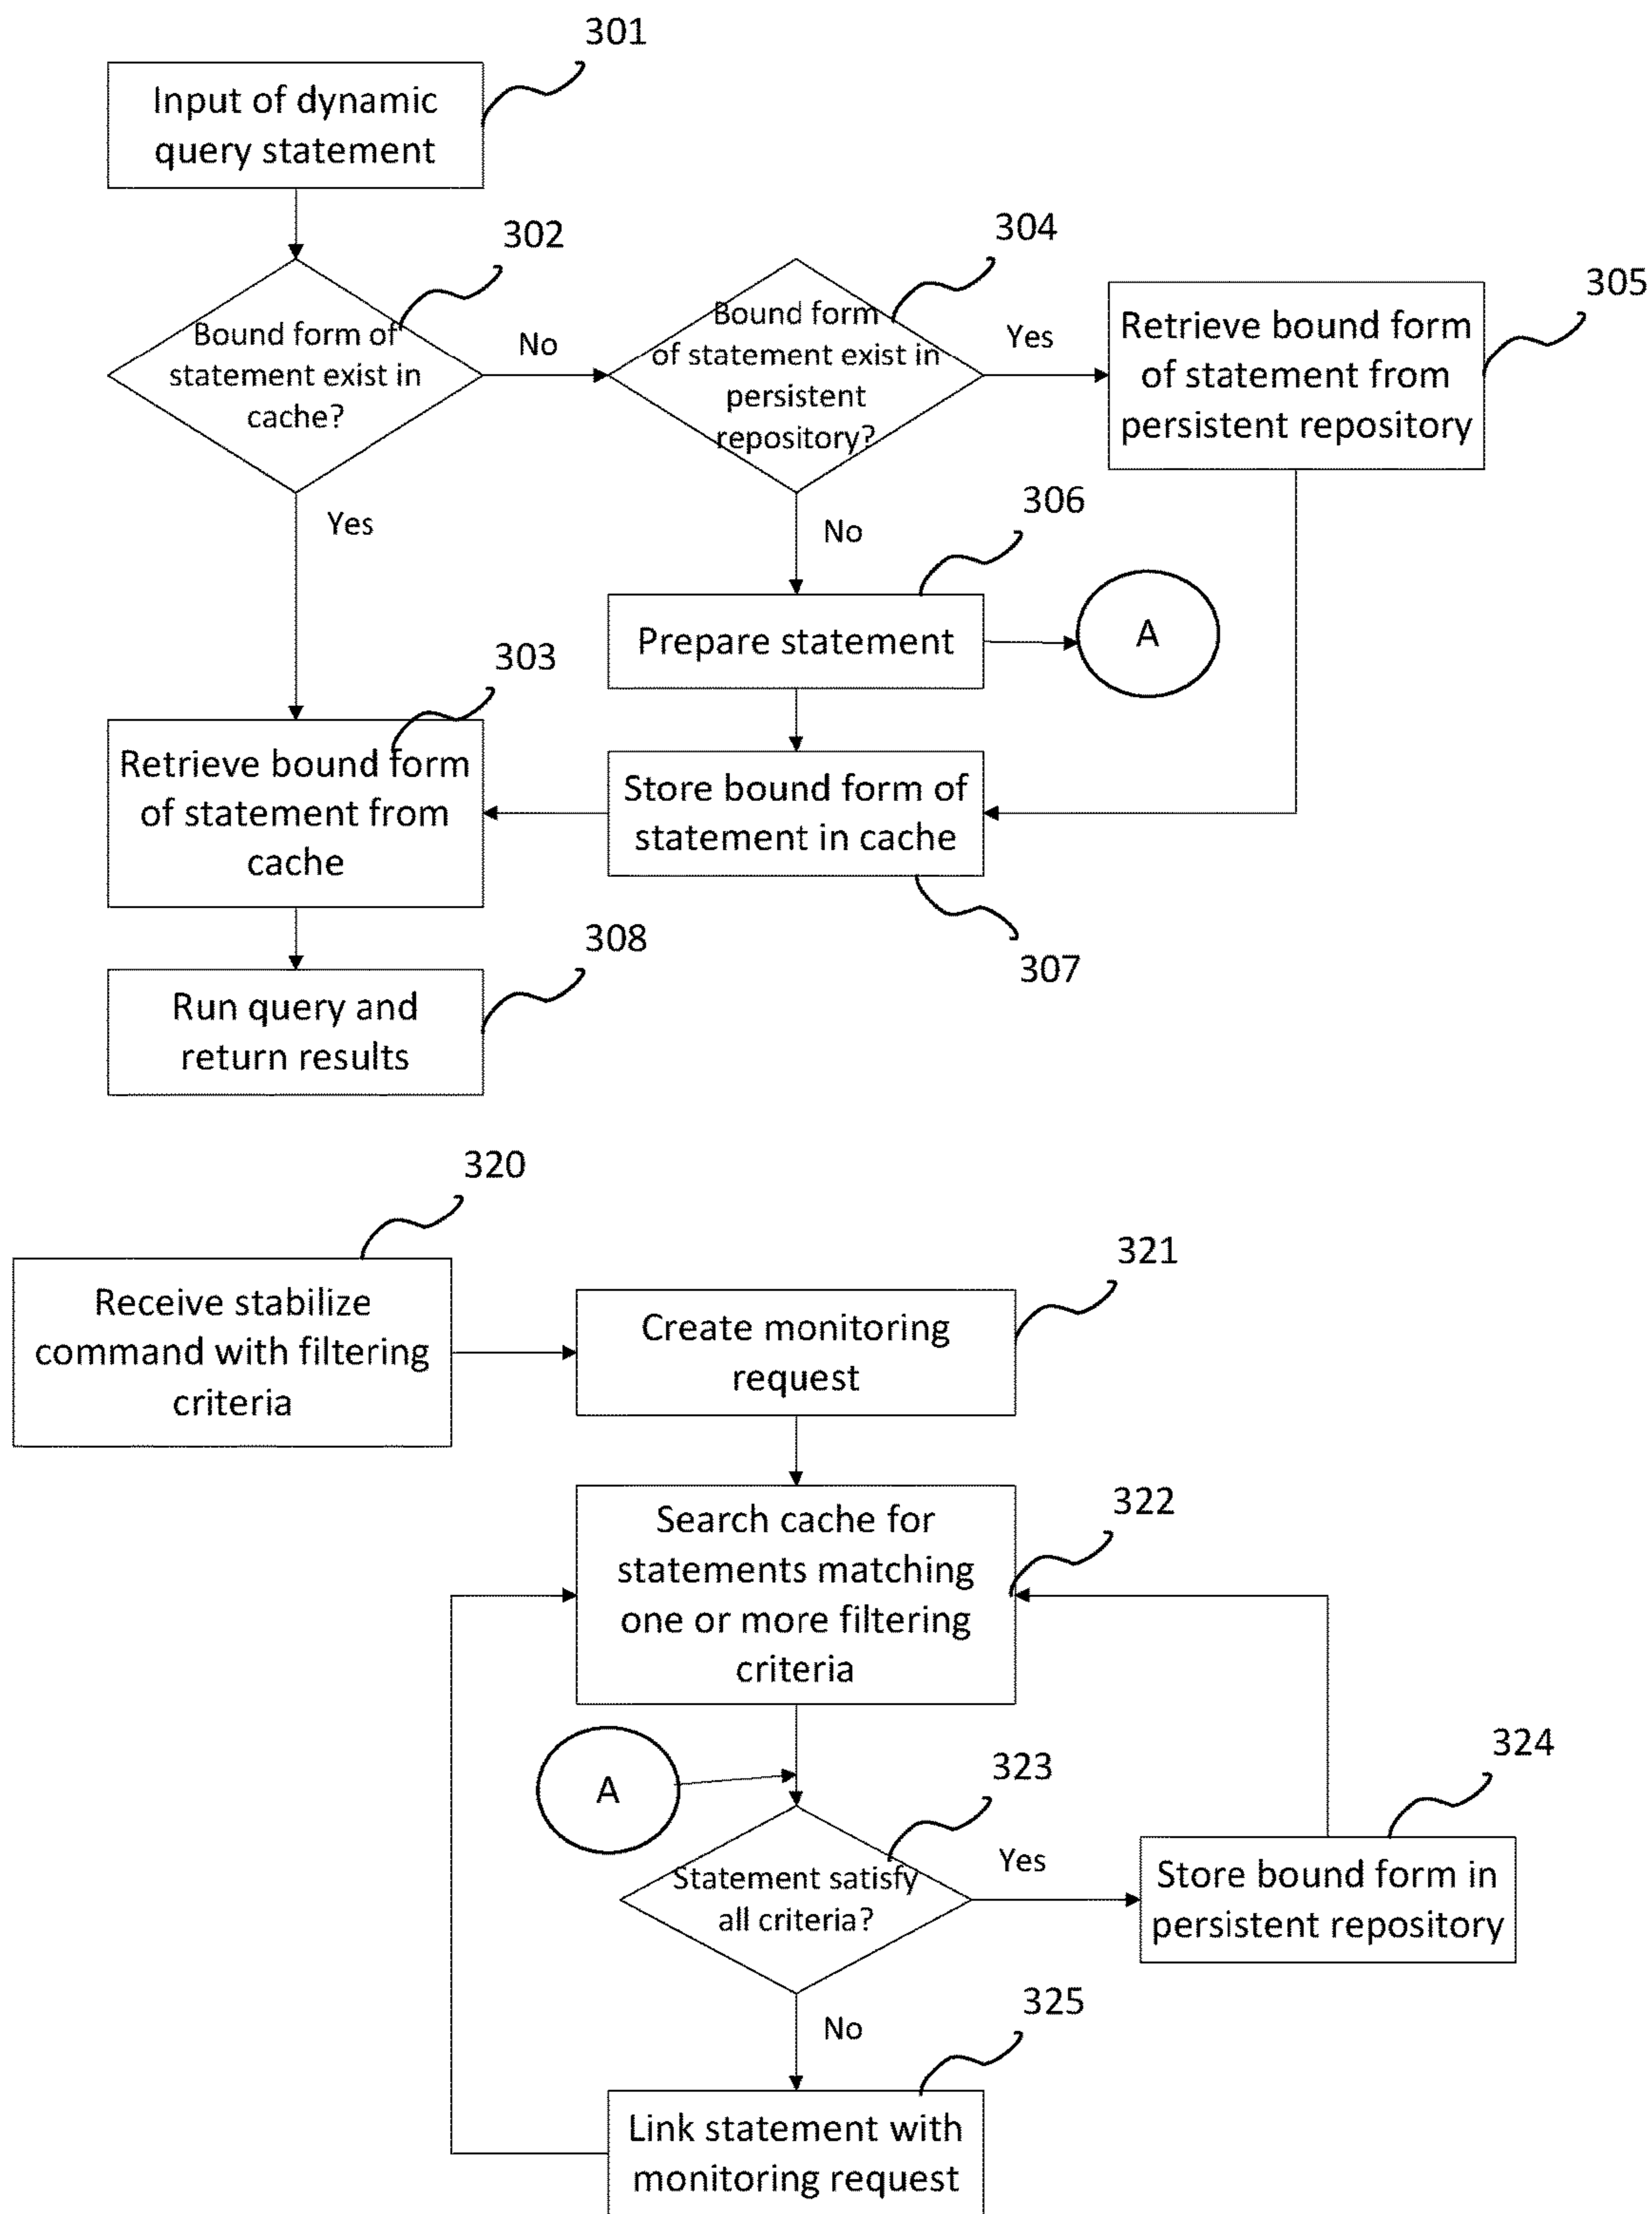 301
Input of dynamic
query statement
302
304
305
Bound form of
statement exist in
cache?
No
Bound form
of statement exist in
persistent
repository?
Yes
Retrieve bound form
of statement from
persistent repository
Yes
No
306
Prepare statement
A
303
Retrieve bound form
of statement from
cache
Store bound form of
statement in cache
307
308
Run query and
return results
320
Receive stabilize
command with filtering
criteria
321
Create monitoring
request
322
Search cache for
statements matching
one or more filtering
criteria
A
323
324
Statement satisfy
all criteria?
Yes
Store bound form in
persistent repository
No
325
Link statement with
monitoring request